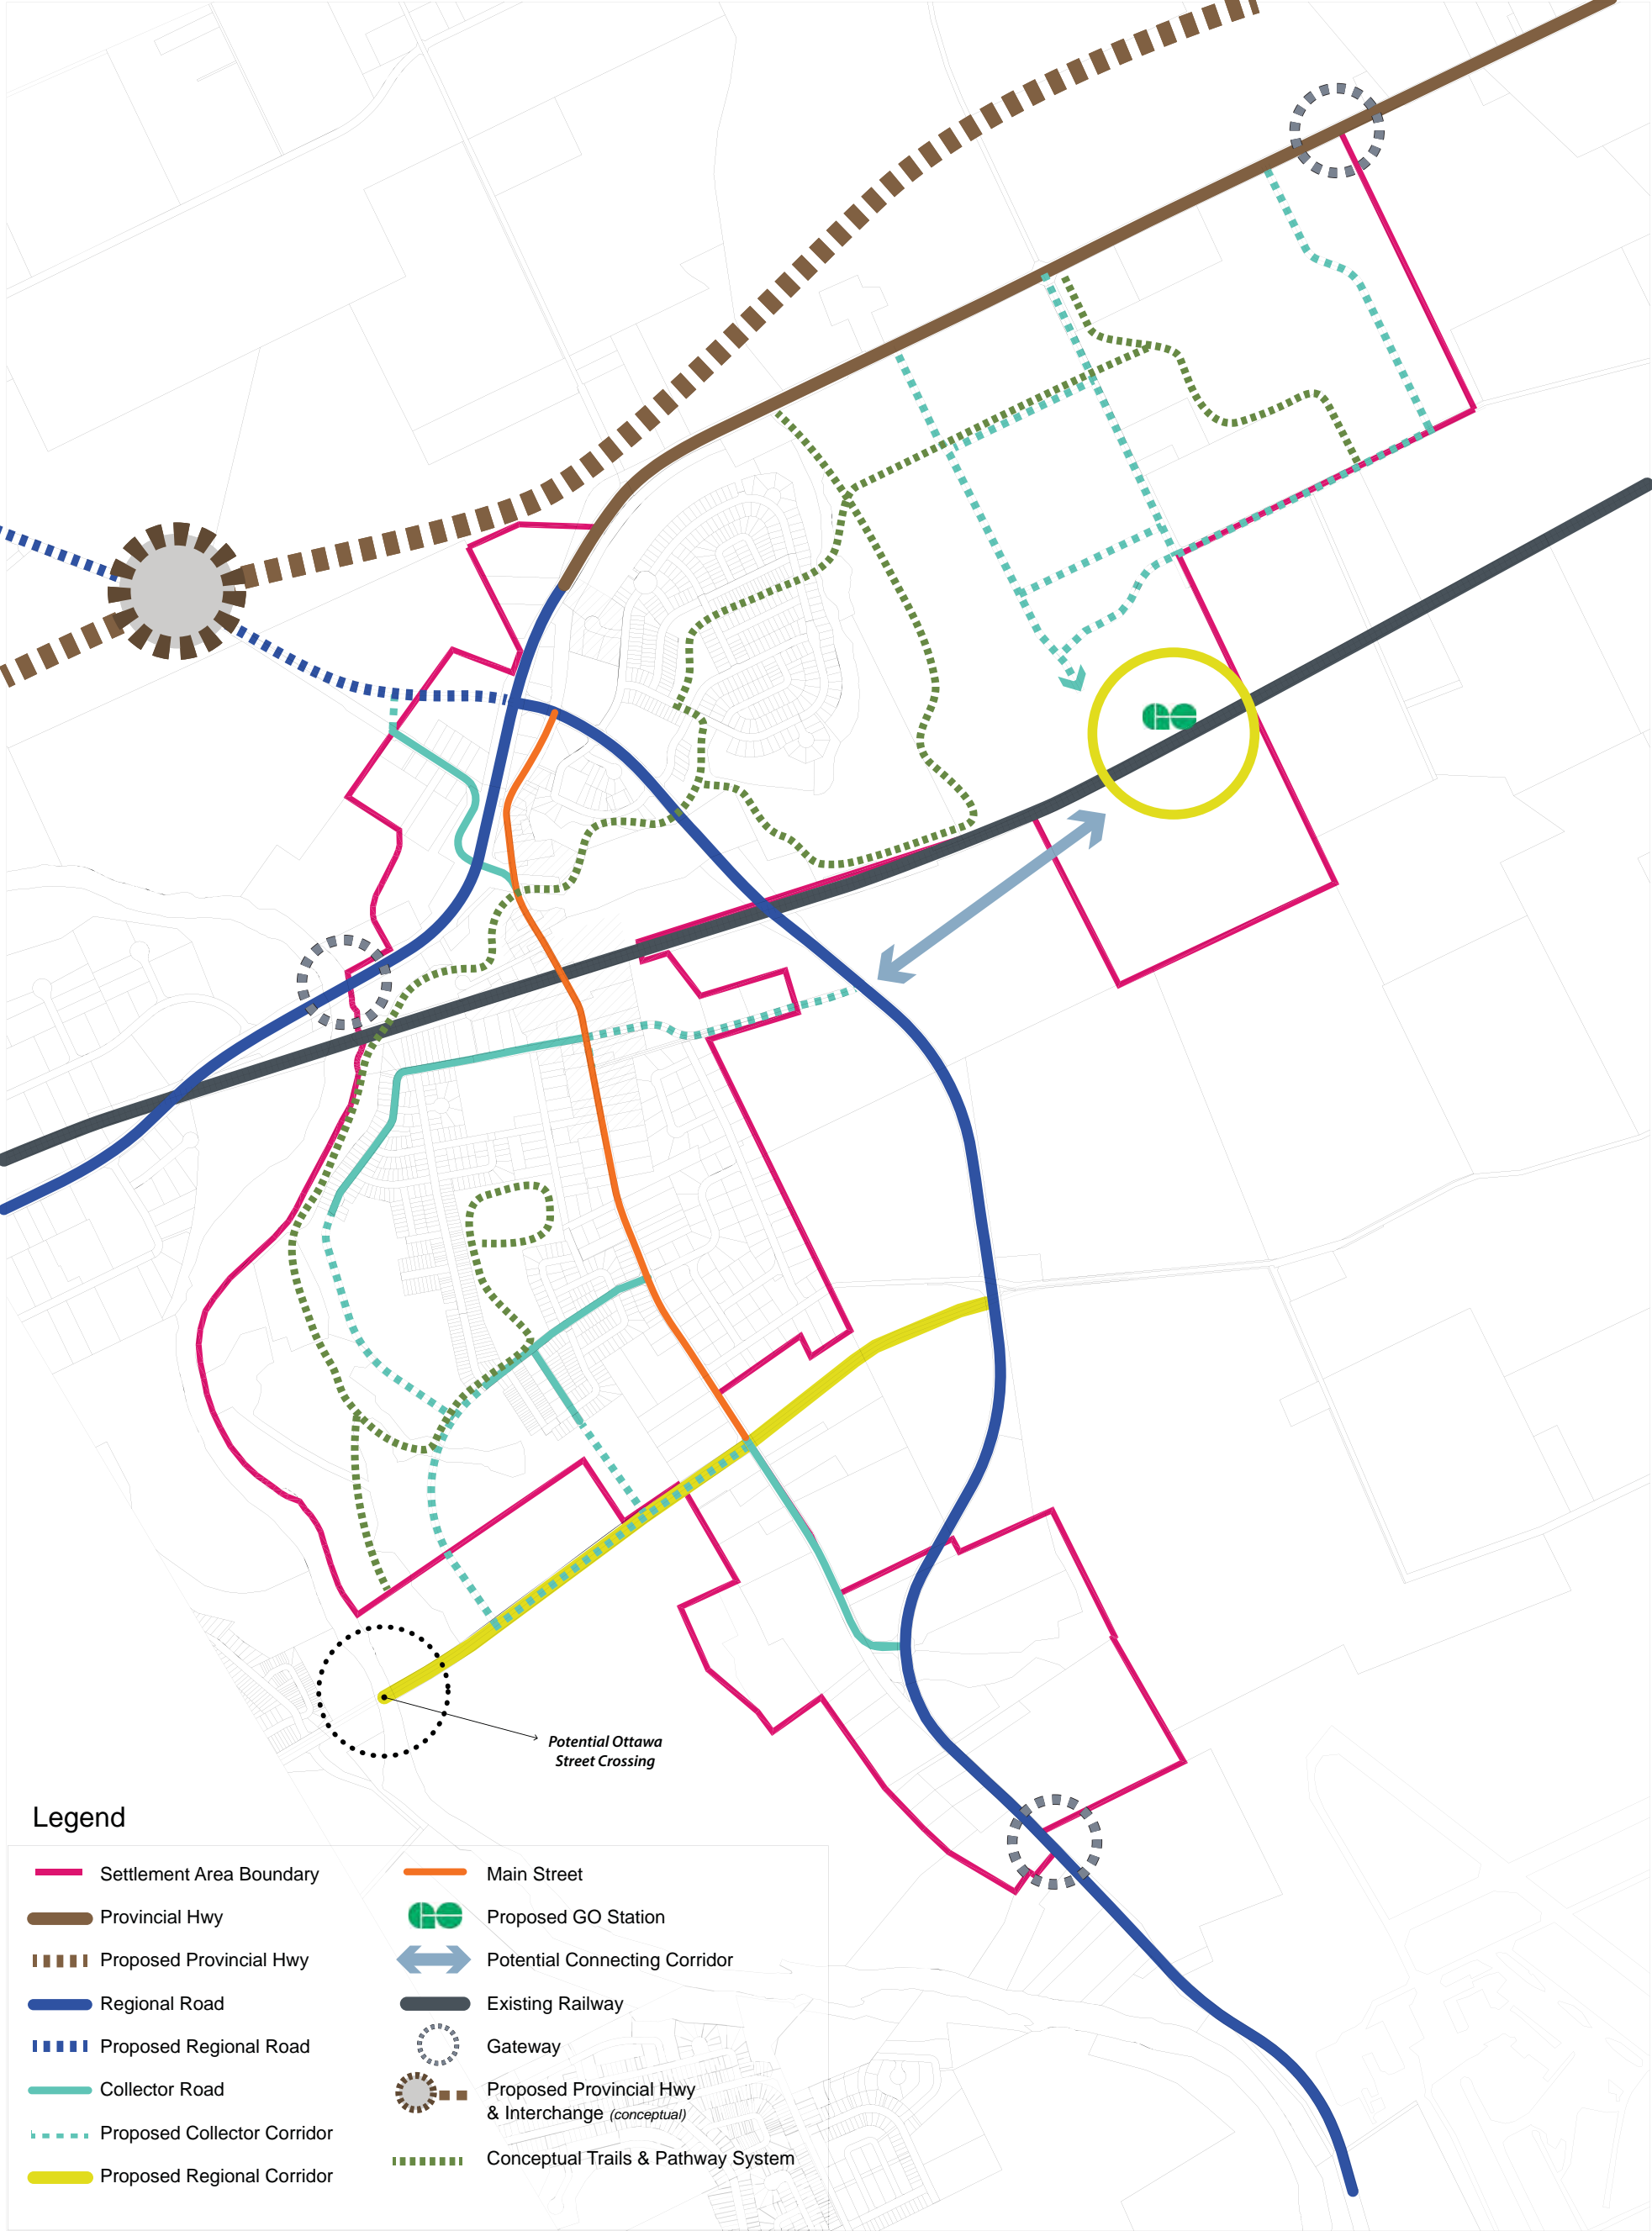 Potential Ottawa
Street Crossing
Legend
Settlement Area Boundary
Provincial Hwy
Proposed Provincial Hwy
Regional Road
Proposed Regional Road
Collector Road
Proposed Collector Corridor
Proposed Regional Corridor
Main Street
Proposed GO Station
Potential Connecting Corridor
Existing Railway
Gateway
Proposed Provincial Hwy
& Interchange (conceptual)
Conceptual Trails & Pathway System